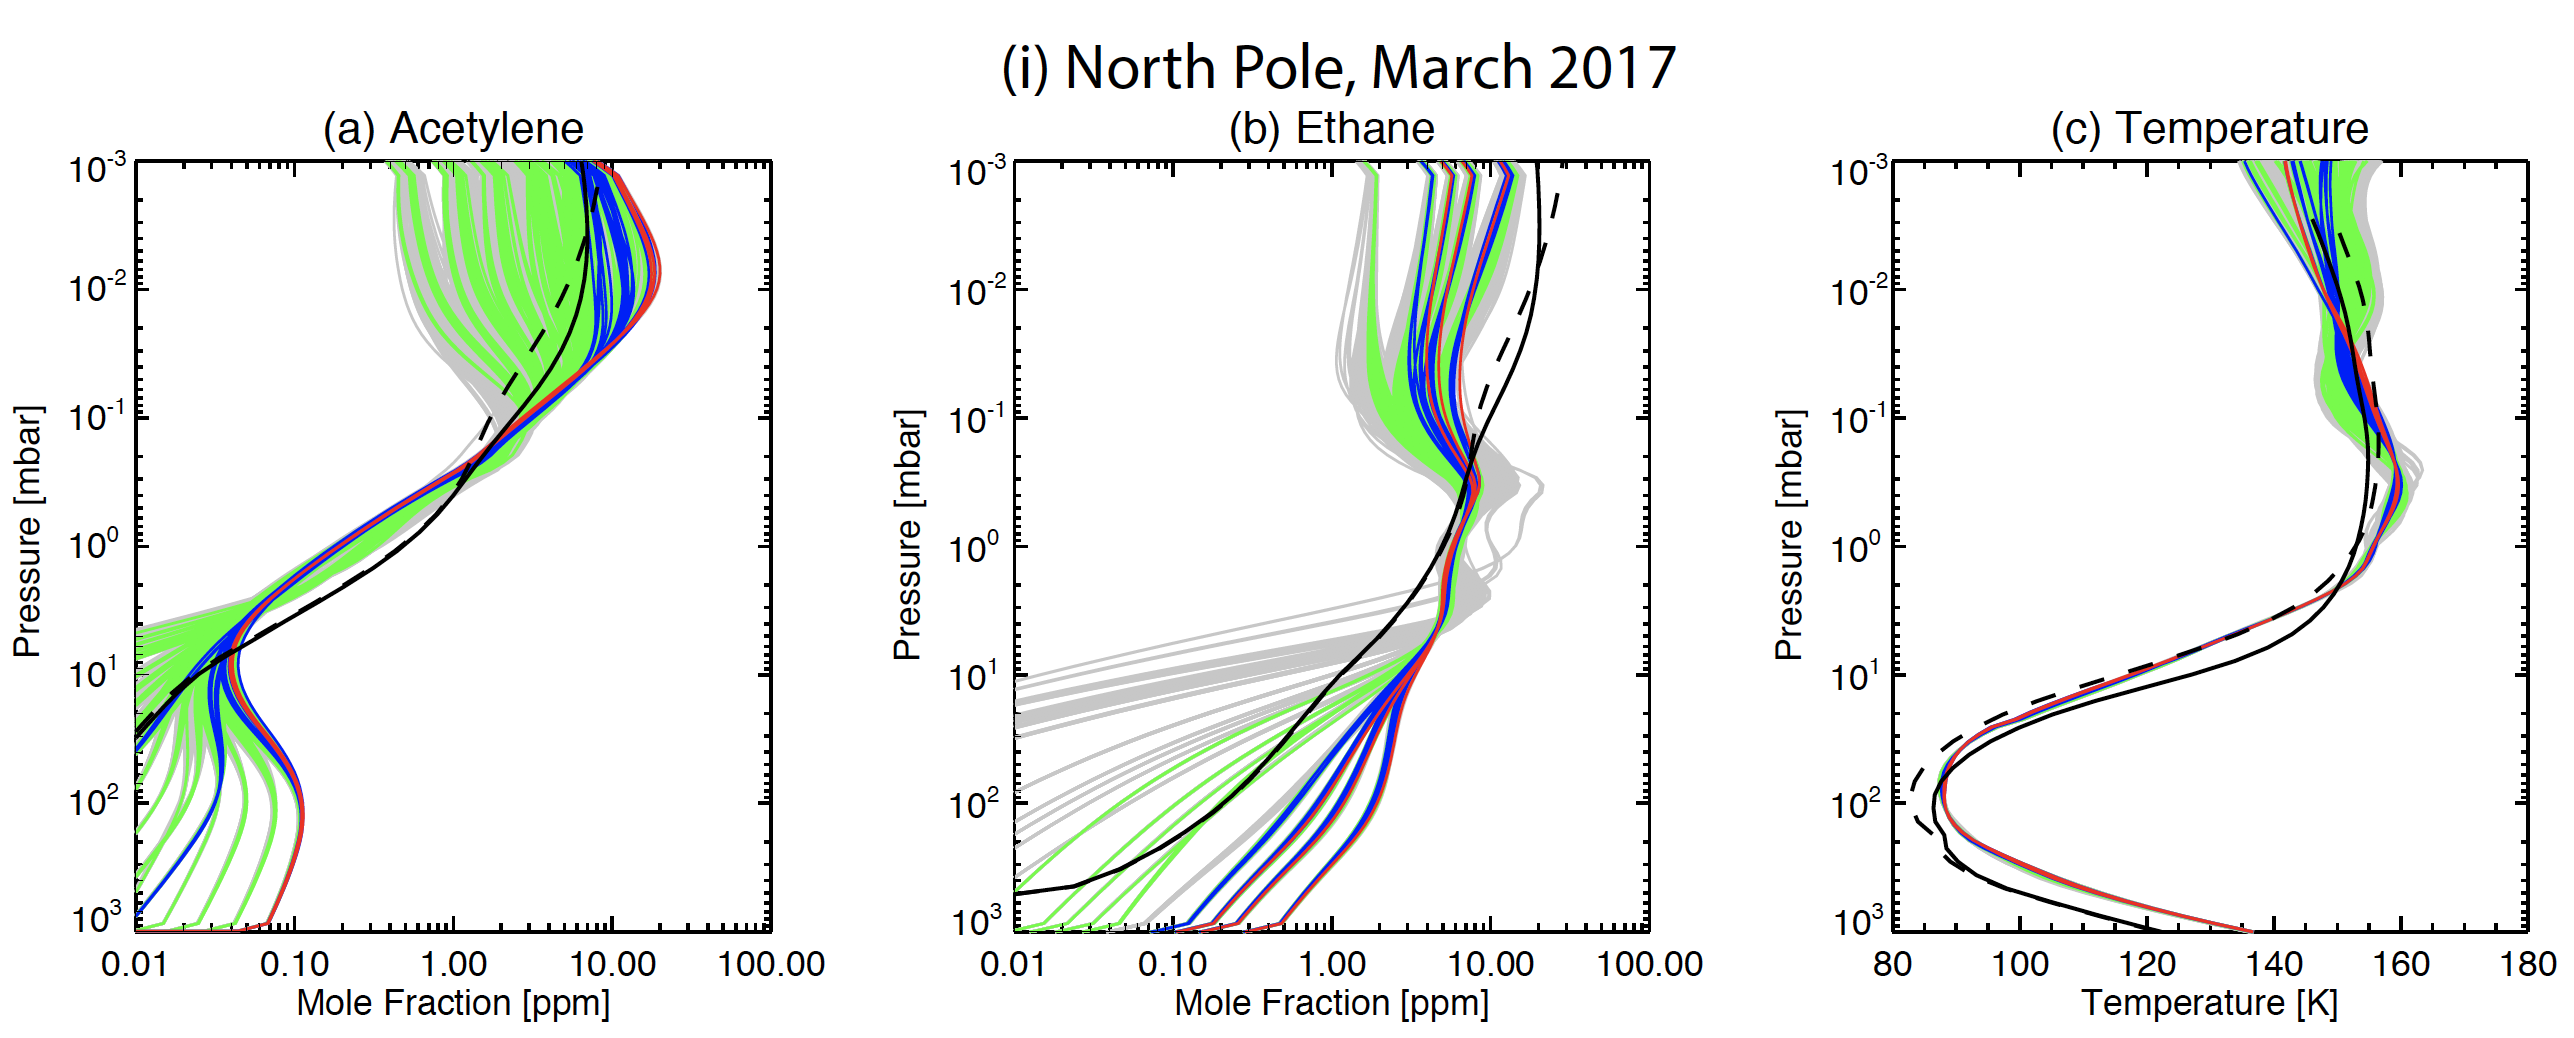 (i) North Pole, March 2017
(a) Acetylene
(b) Ethane
(c) Temperature
Pressure [mbar]
10-3
10-2
10-1
100
101
102
103
0.01 0.10 1.00 10.00 100.00
Mole Fraction [ppm]
Pressure [mbar]
10-3
10-2
10-1
100
101
102
103
0.01 0.10 1.00 10.00 100.00
Mole Fraction [ppm]
Pressure [mbar]
10-3
10-2
10-1
100
101
102
103
80 100 120 140 160 180
Temperature [K]